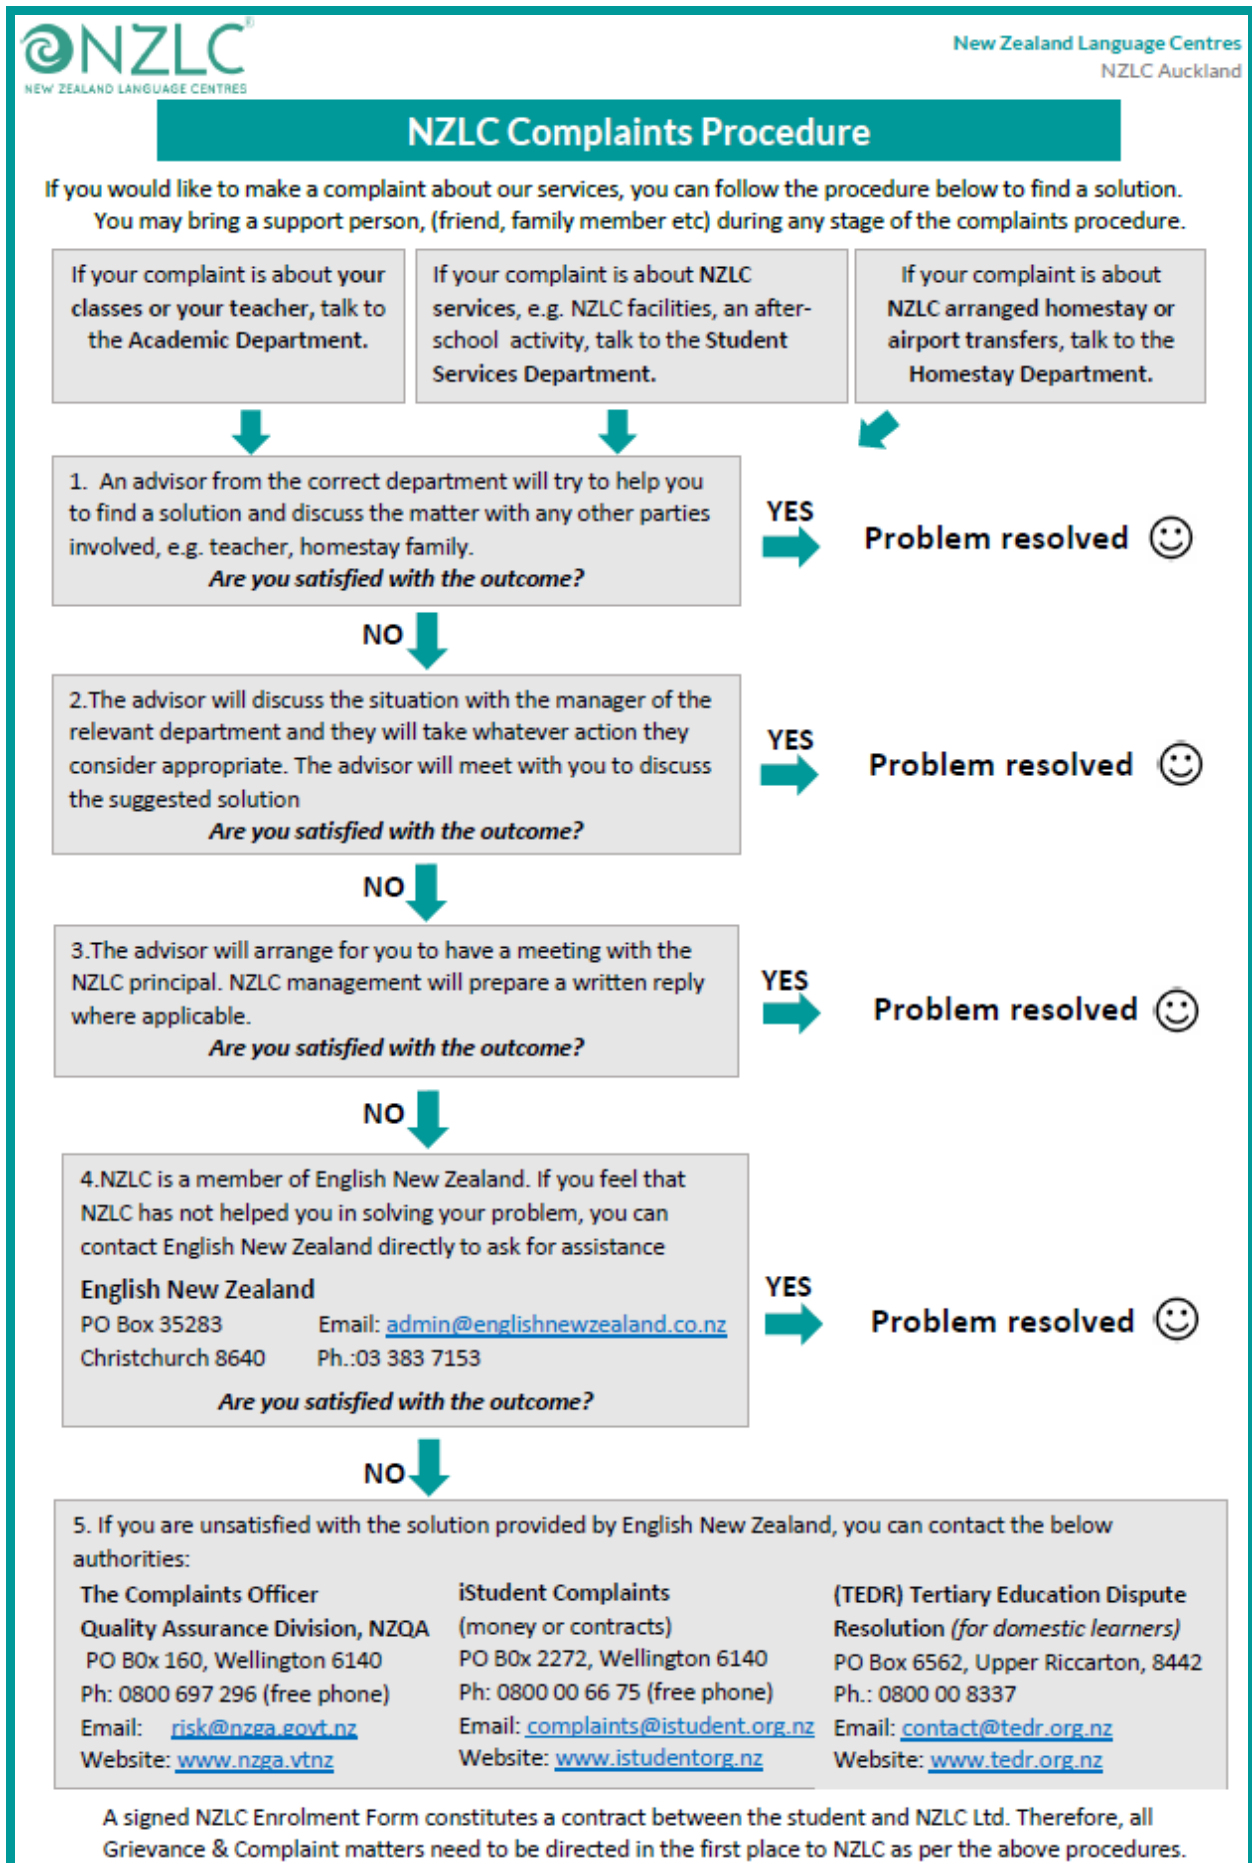 NZLC®
NEW ZEALAND LANGUAGE CENTRES
New Zealand Language Centres
NZLC Auckland
NZLC Complaints Procedure
If you would like to make a complaint about our services, you can follow the procedure below to find a solution.
You may bring a support person, (friend, family member etc) during any stage of the complaints procedure.
If your complaint is about your
classes or your teacher, talk to
the Academic Department.
If your complaint is about NZLC
services, e.g. NZLC facilities, an after-
school activity, talk to the Student
Services Department.
If your complaint is about
NZLC arranged homestay or
airport transfers, talk to the
Homestay Department.
1. An advisor from the correct department will try to help you
to find a solution and discuss the matter with any other parties
involved, e.g. teacher, homestay family.
Are you satisfied with the outcome?
YES
Problem resolved
NO
2.The advisor will discuss the situation with the manager of the
relevant department and they will take whatever action they
consider appropriate. The advisor will meet with you to discuss
the suggested solution
Are you satisfied with the outcome?
YES
Problem resolved
NO
3.The advisor will arrange for you to have a meeting with the
NZLC principal. NZLC management will prepare a written reply
where applicable.
Are you satisfied with the outcome?
YES
Problem resolved
NO
4.NZLC is a member of English New Zealand. If you feel that
NZLC has not helped you in solving your problem, you can
contact English New Zealand directly to ask for assistance
English New Zealand
PO Box 35283 Email: admin@englishnewzealand.co.nz
Christchurch 8640 Ph.:03 383 7153
Are you satisfied with the outcome?
YES
Problem resolved
NO
5. If you are unsatisfied with the solution provided by English New Zealand, you can contact the below
authorities:
The Complaints Officer
Quality Assurance Division, NZQA
PO B0x 160, Wellington 6140
Ph: 0800 697 296 (free phone)
Email: risk@nzga.govt.nz
Website: www.nzga.vtnz
iStudent Complaints
(money or contracts)
PO B0x 2272, Wellington 6140
Ph: 0800 00 66 75 (free phone)
Email: complaints@istudent.org.nz
Website: www.istudentorg.nz
(TEDR) Tertiary Education Dispute
Resolution (for domestic learners)
PO Box 6562, Upper Riccarton, 8442
Ph.: 0800 00 8337
Email: contact@tedr.org.nz
Website: www.tedr.org.nz
A signed NZLC Enrolment Form constitutes a contract between the student and NZLC Ltd. Therefore, all
Grievance & Complaint matters need to be directed in the first place to NZLC as per the above procedures.